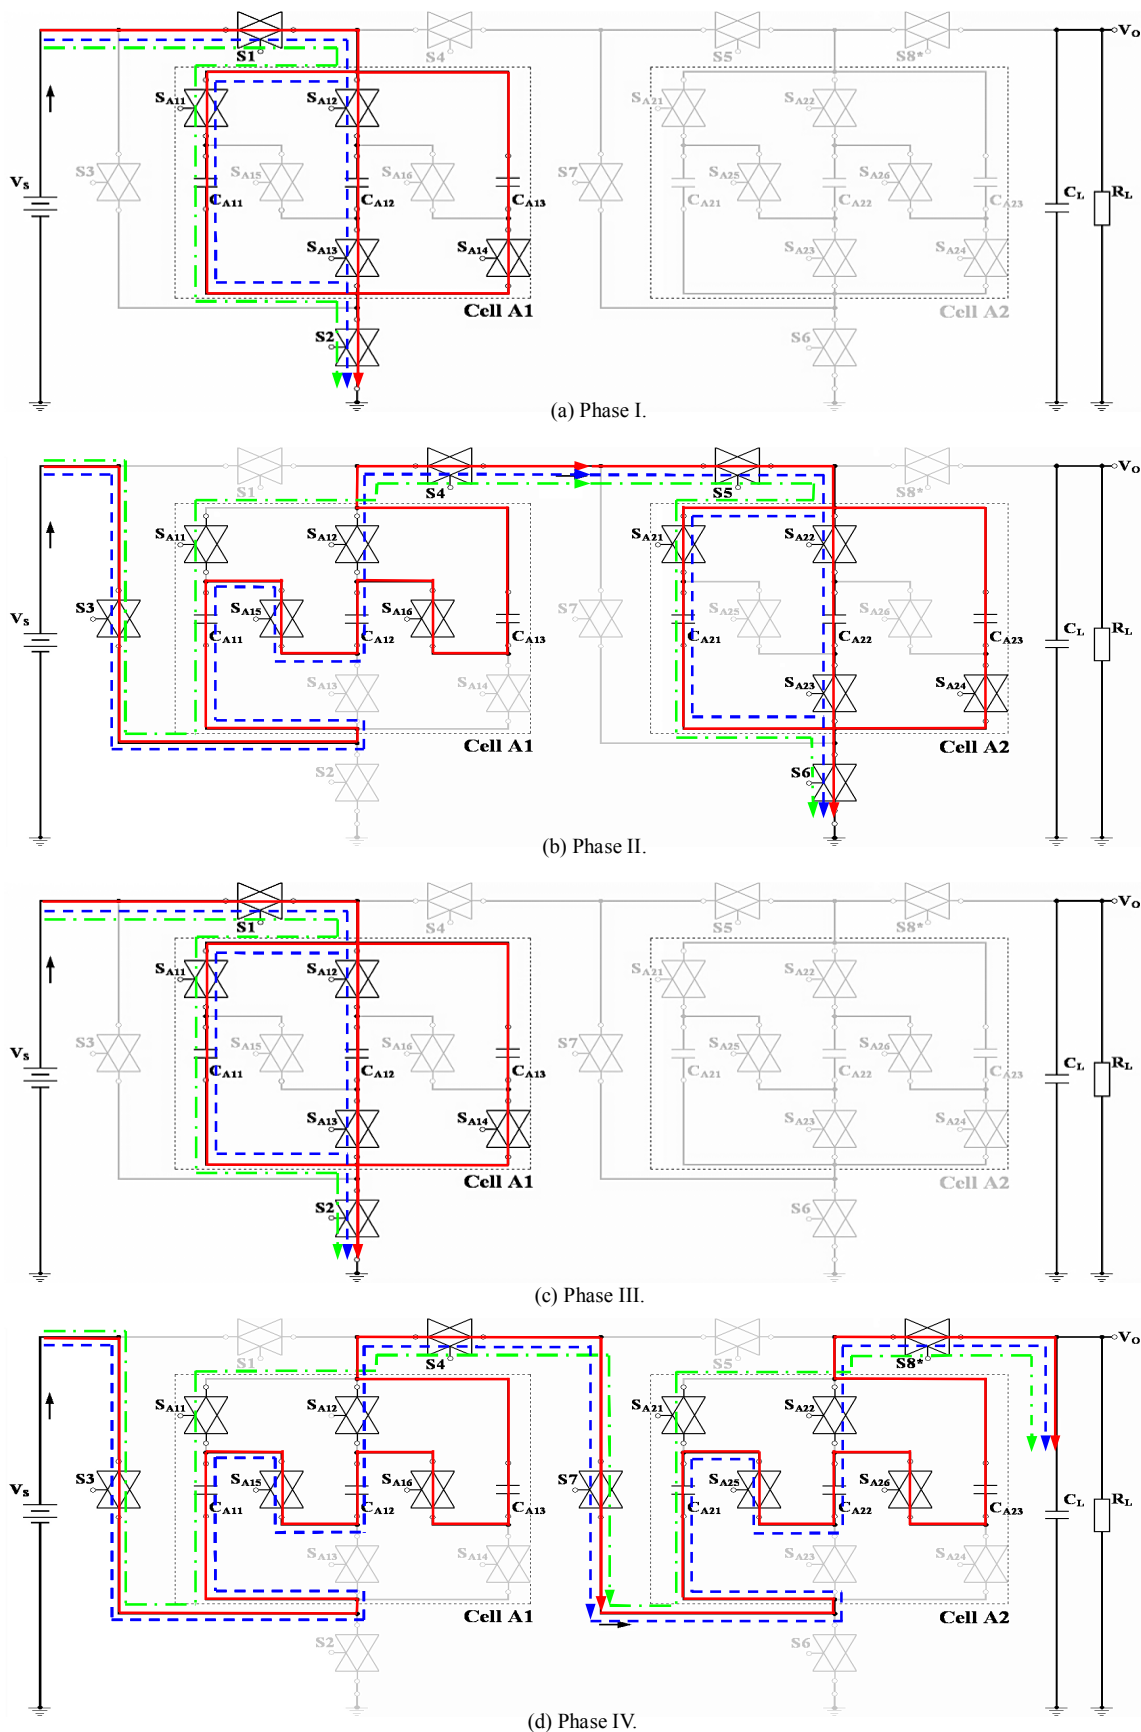 S1 S4 S5 S8* Vo
SA11 SA12 SA21 SA22
S3 SA15 SA16 S7 SA25 SA26
VS CA11 CA12 CA13 CA21 CA22 CA23 CL RL
SA13 SA14 SA23 SA24
Cell A1 Cell A2
S2 S6
(a) Phase I.
S1 S4 S5 S8* Vo
SA11 SA12 SA21 SA22
S3 SA15 SA16 S7 SA25 SA26
VS CA11 CA12 CA13 CA21 CA22 CA23 CL RL
SA13 SA14 SA23 SA24
Cell A1 Cell A2
S2 S6
(b) Phase II.
S1 S4 S5 S8* Vo
SA11 SA12 SA21 SA22
S3 SA15 SA16 S7 SA25 SA26
VS CA11 CA12 CA13 CA21 CA22 CA23 CL RL
SA13 SA14 SA23 SA24
Cell A1 Cell A2
S2 S6
(c) Phase III.
S1 S4 S5 S8* Vo
SA11 SA12 SA21 SA22
S3 SA15 SA16 S7 SA25 SA26
VS CA11 CA12 CA13 CA21 CA22 CA23 CL RL
SA13 SA14 SA23 SA24
Cell A1 Cell A2
S2 S6
(d) Phase IV.